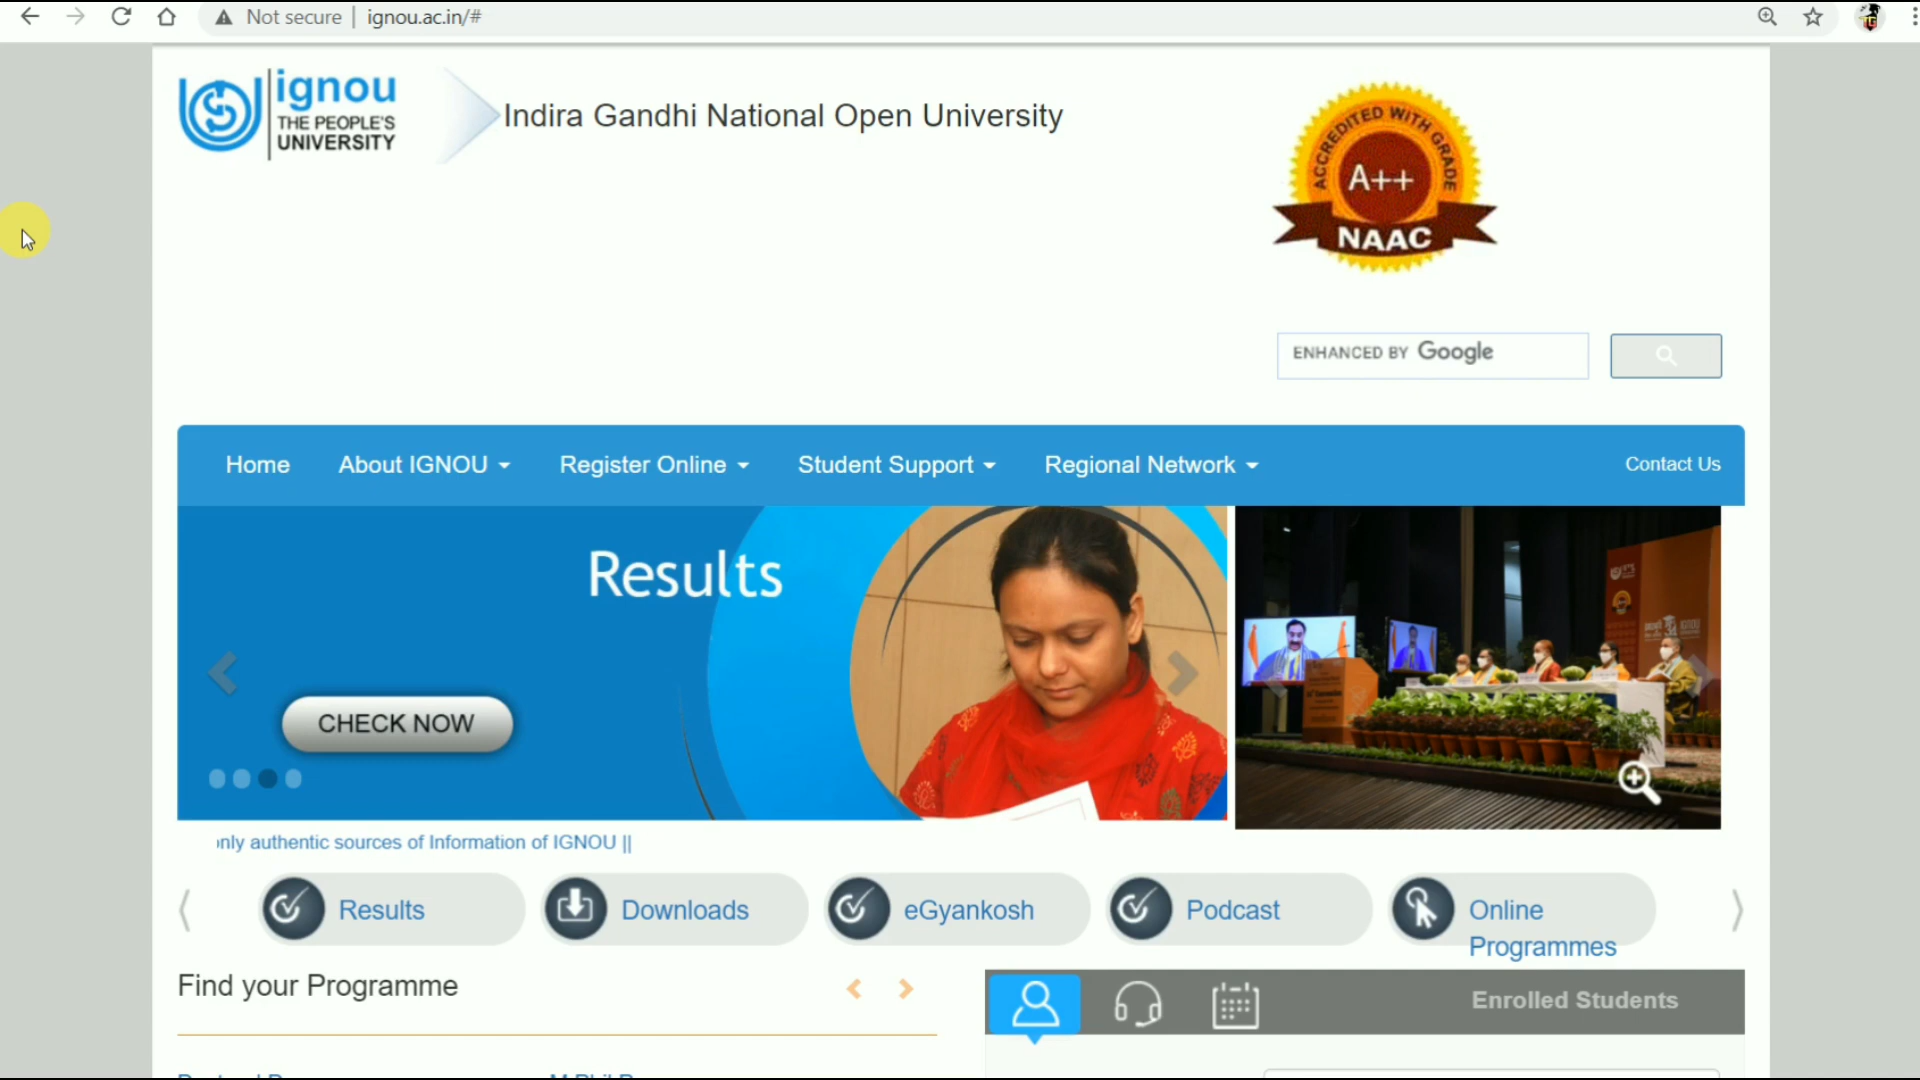 Not secure | ignou.ac.in/#
ignou
THE PEOPLE'S
UNIVERSITY
Indira Gandhi National Open University
ACCREDITED WITH GRADE
A++
NAAC
ENHANCED BY Google
Home
About IGNOU
Register Online
Student Support
Regional Network
Contact Us
Results
CHECK NOW
authentic sources of Information of IGNOU ||
Results
Downloads
eGyankosh
Podcast
Online
Programmes
Find your Programme
Enrolled Students